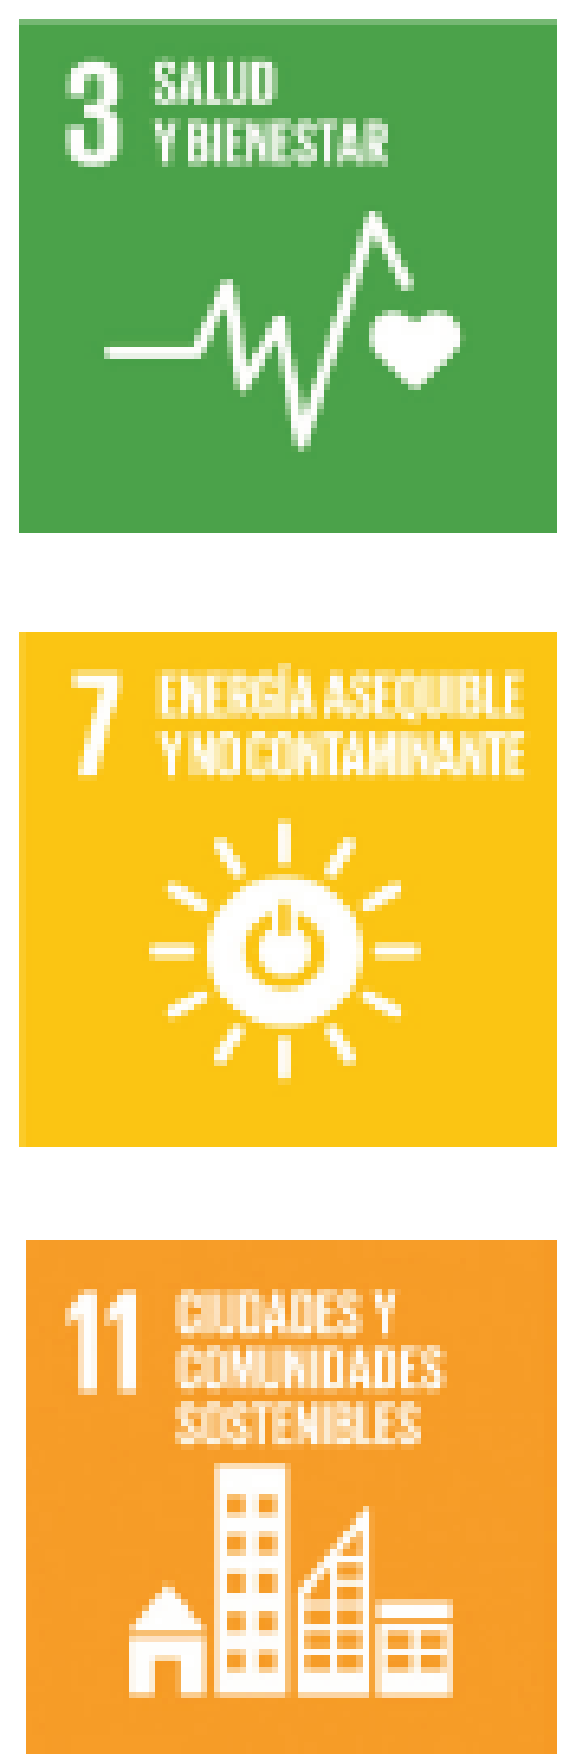 3 SALUD
Y BIENESTAR
7 ENERGÍA ASEQUIBLE
Y NO CONTAMINANTE
11 CIUDADES Y
COMUNIDADES
SOSTENIBLES